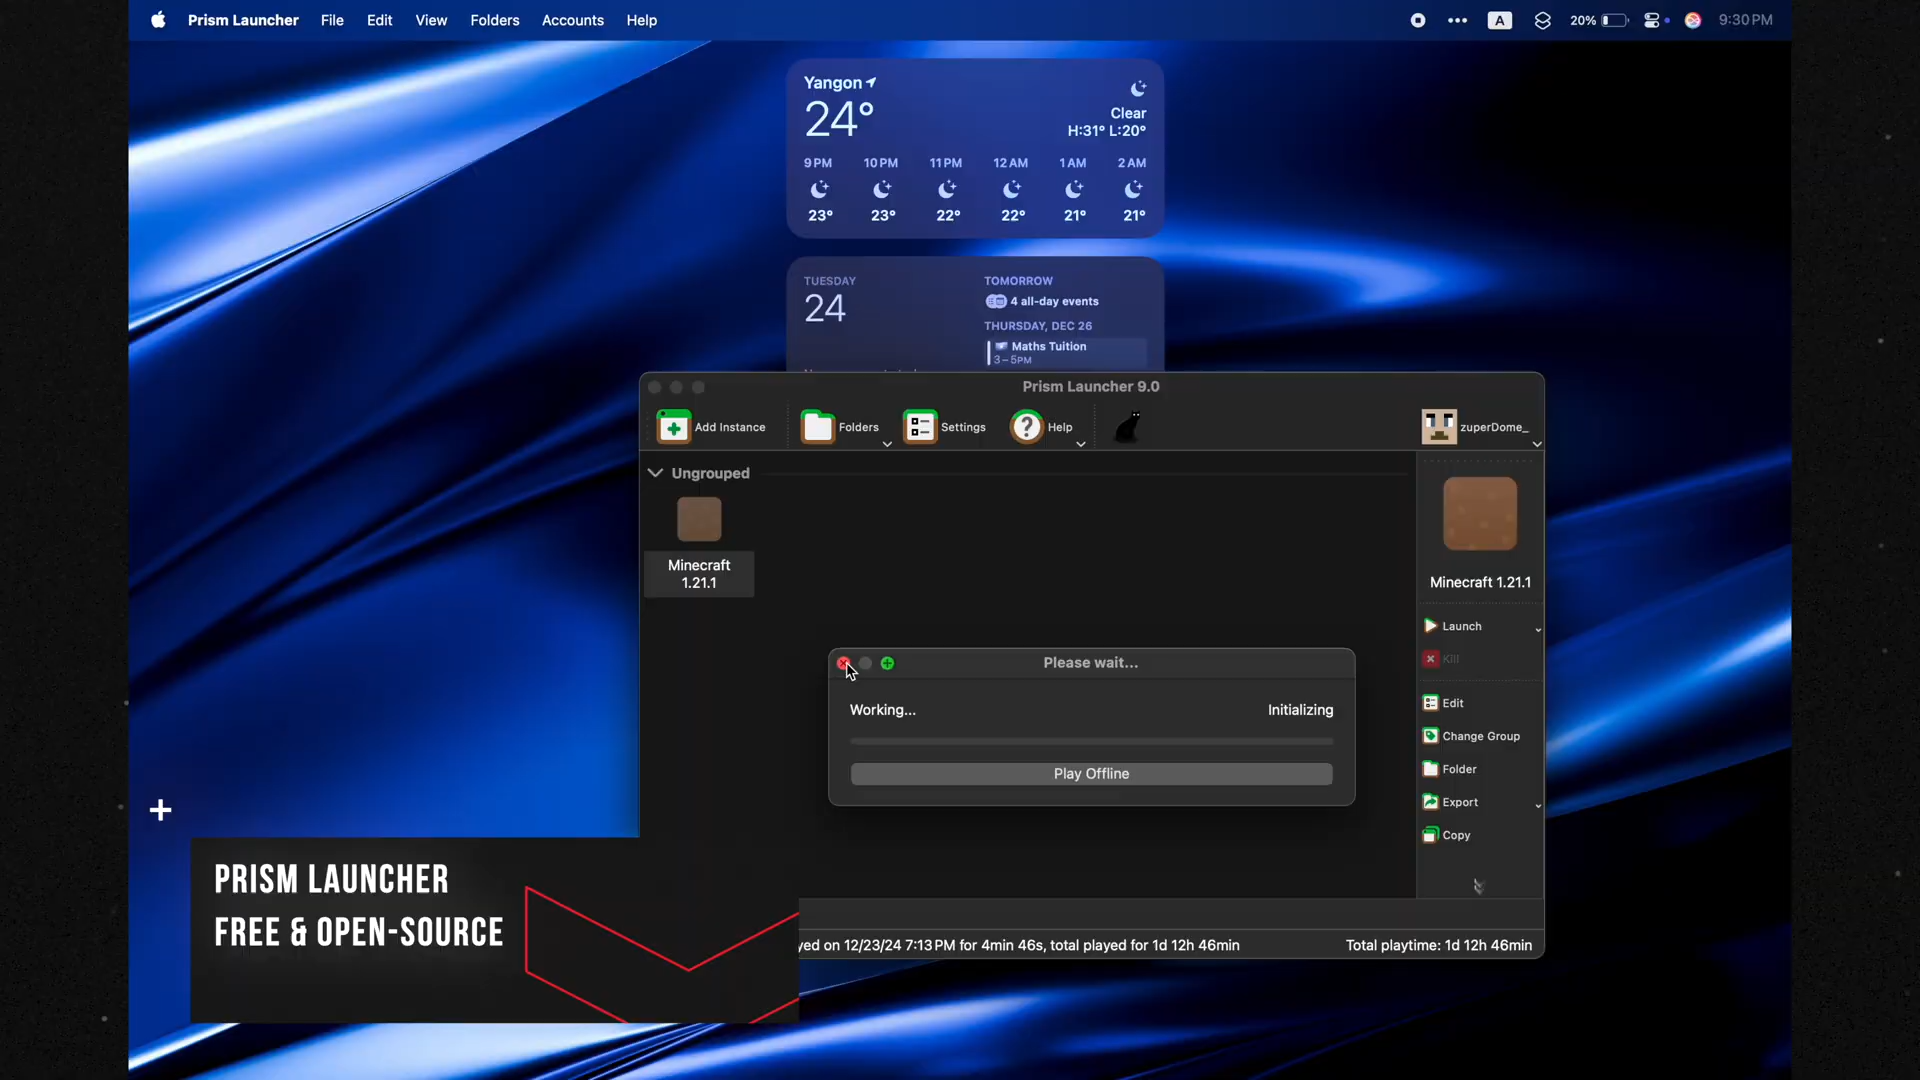 Prism Launcher File Edit View Folders Accounts Help
A 20% 9:30 PM
Yangon
24°
Clear
H:31° L:20°
9 PM 10 PM 11 PM 12 AM 1 AM 2 AM
23° 23° 22° 22° 21° 21°
TUESDAY
24
TOMORROW
4 all-day events
THURSDAY, DEC 26
Maths Tuition
3–5PM
Prism Launcher 9.0
Add Instance Folders Settings Help zuperDome_
Ungrouped
Minecraft
1.21.1
Minecraft 1.21.1
Launch
Kill
Edit
Change Group
Folder
Export
Copy
Please wait...
Working... Initializing
Play Offline
PRISM LAUNCHER
FREE & OPEN-SOURCE
yed on 12/23/24 7:13 PM for 4min 46s, total played for 1d 12h 46min
Total playtime: 1d 12h 46min